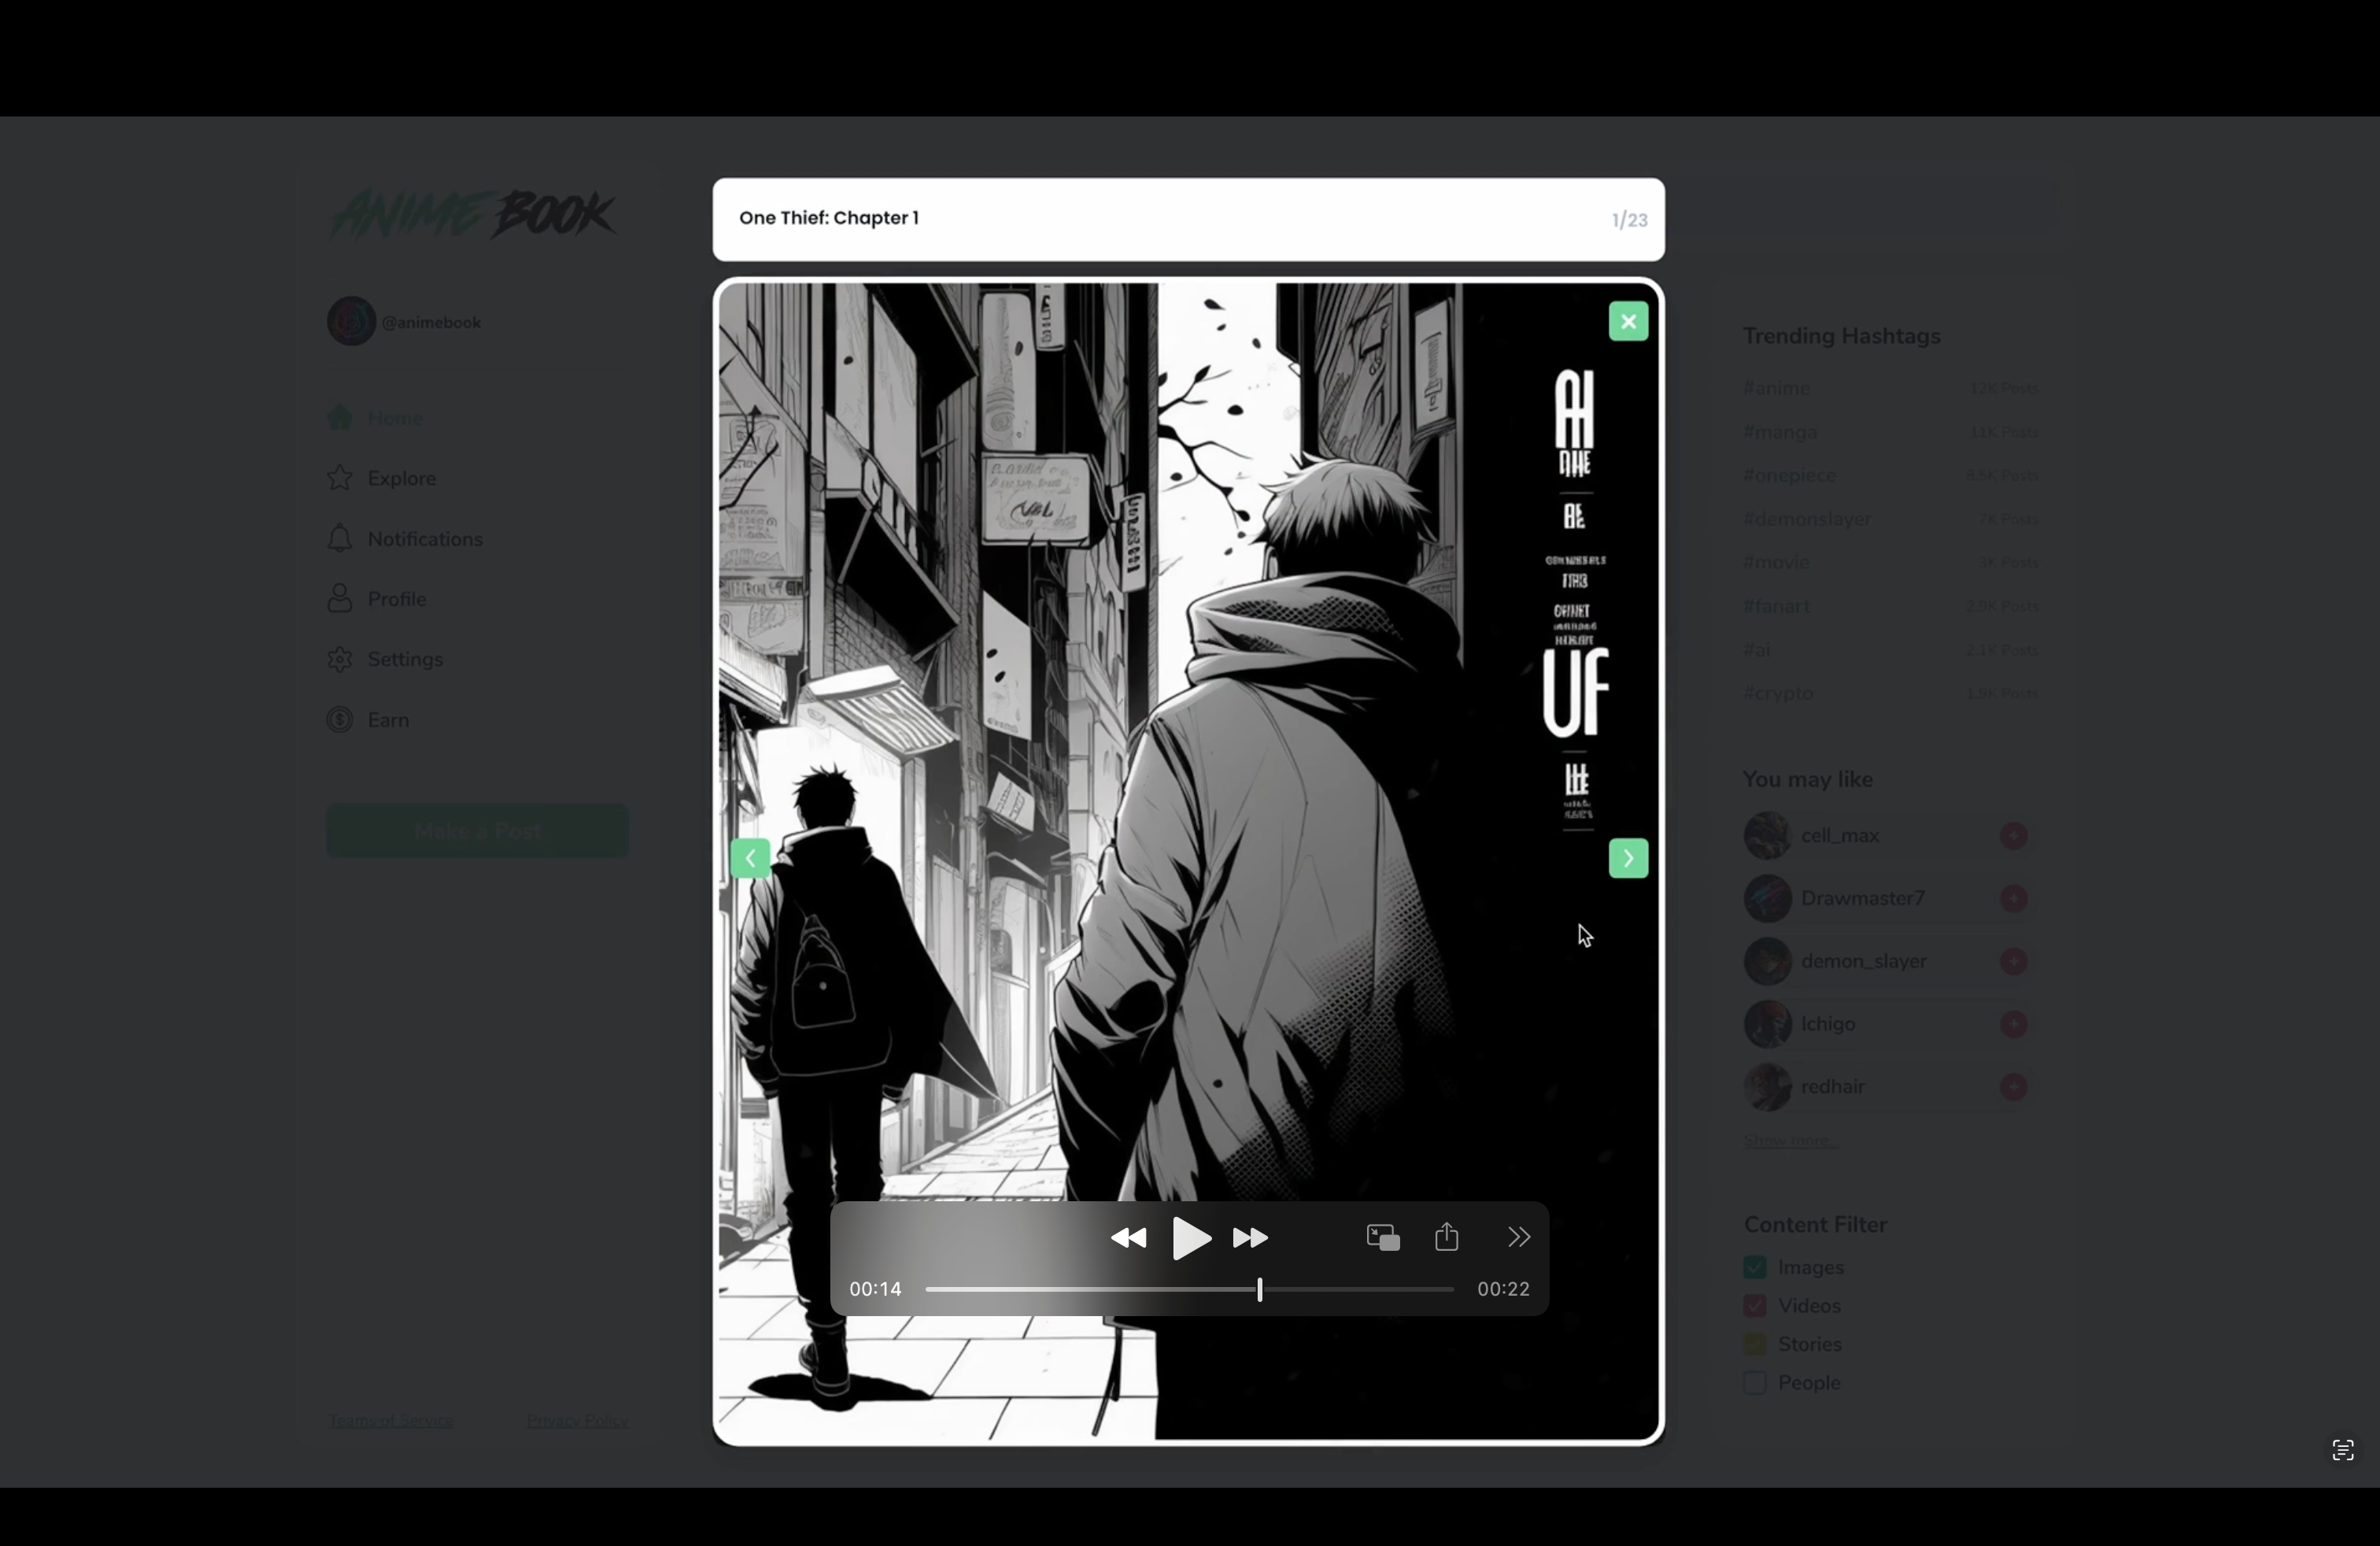 ANIME BOOK
@animebook
Home
Explore
Notifications
Profile
Settings
Earn
Make a Post
Teams of Service
Privacy Policy
One Thief: Chapter 1
1/23
BE
UF
00:14
00:22
Trending Hashtags
#anime 12K Posts
#manga 11K Posts
#onepiece 8.5K Posts
#demonslayer 7K Posts
#movie 3K Posts
#fanart 2.9K Posts
#ai 2.1K Posts
#crypto 1.9K Posts
You may like
cell_max
Drawmaster7
demon_slayer
Ichigo
redhair
Show more..
Content Filter
Images
Videos
Stories
People